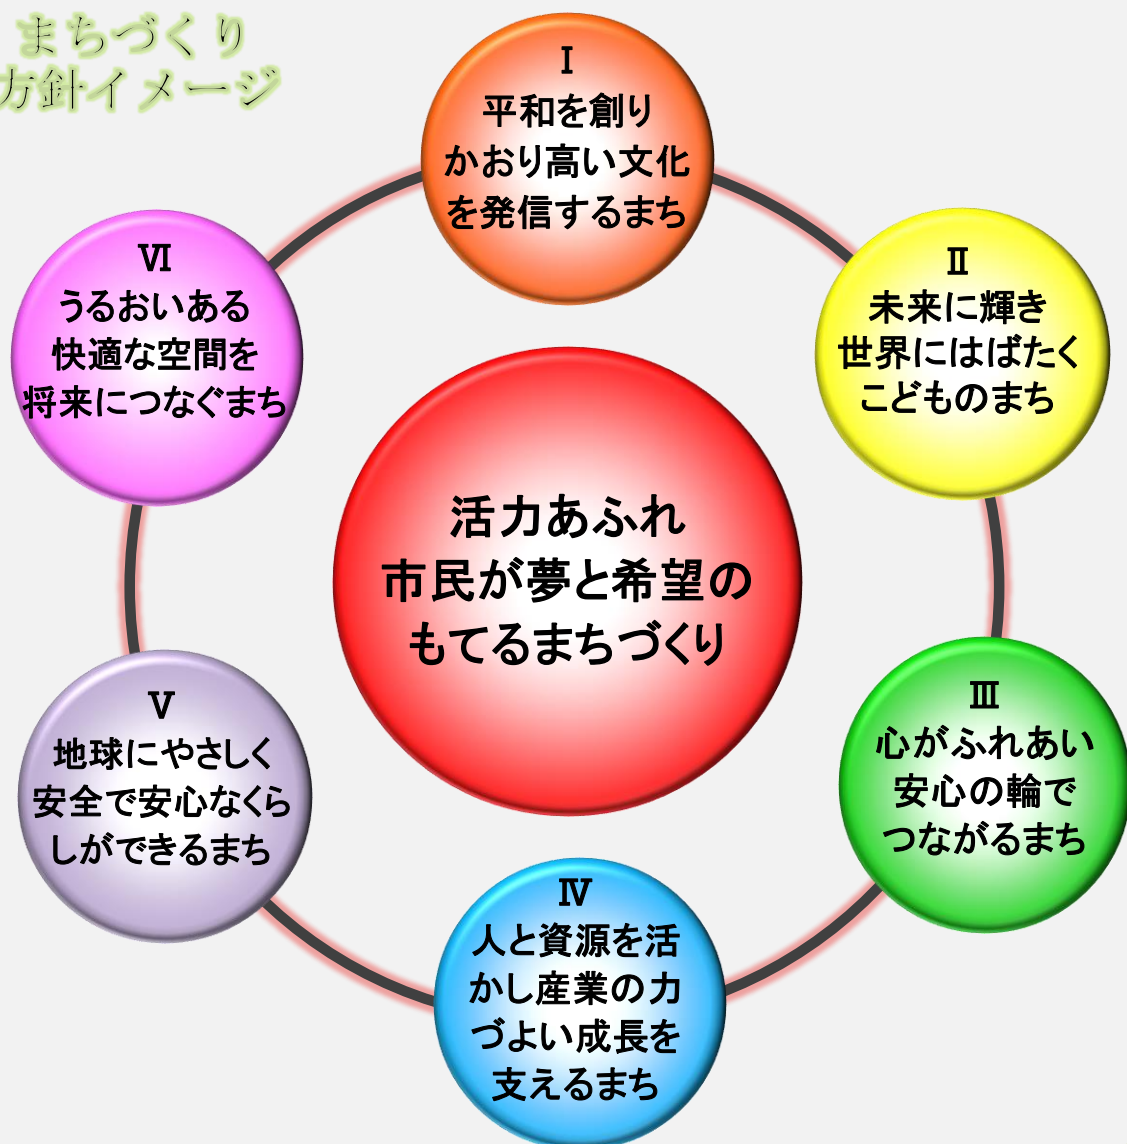 まちづくり
方針イメージ
Ⅰ
平和を創り
かおり高い文化
を発信するまち
Ⅱ
未来に輝き
世界にはばたく
こどものまち
Ⅲ
心がふれあい
安心の輪で
つながるまち
Ⅳ
人と資源を活
かし産業の力
づよい成長を
支えるまち
Ⅴ
地球にやさしく
安全で安心なくら
しができるまち
Ⅵ
うるおいある
快適な空間を
将来につなぐまち
活力あふれ
市民が夢と希望の
もてるまちづくり